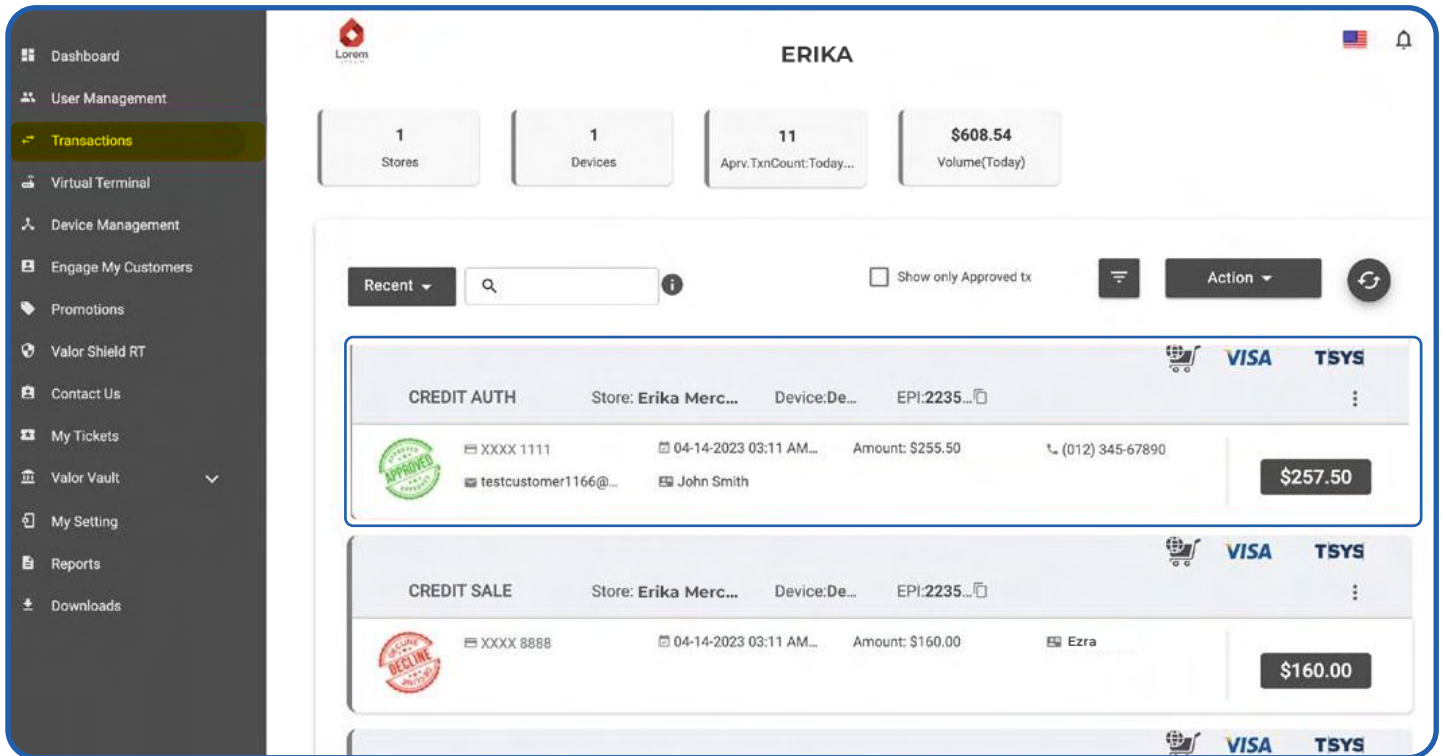 Dashboard
User Management
Transactions
Virtual Terminal
Device Management
Engage My Customers
Promotions
Valor Shield RT
Contact Us
My Tickets
Valor Vault
My Setting
Reports
Downloads
Lorem
ERIKA
1
Stores
1
Devices
11
Aprv.TxnCount:Today...
$608.54
Volume(Today)
Recent
Show only Approved tx
Action
VISA TSYS
CREDIT AUTH Store: Erika Merc... Device:De... EPI:2235...
APPROVED
XXXX 1111 04-14-2023 03:11 AM... Amount: $255.50 (012) 345-67890
testcustomer1166@... John Smith
$257.50
VISA TSYS
CREDIT SALE Store: Erika Merc... Device:De... EPI:2235...
DECLINE
XXXX 8888 04-14-2023 03:11 AM... Amount: $160.00 Ezra
$160.00
VISA TSYS